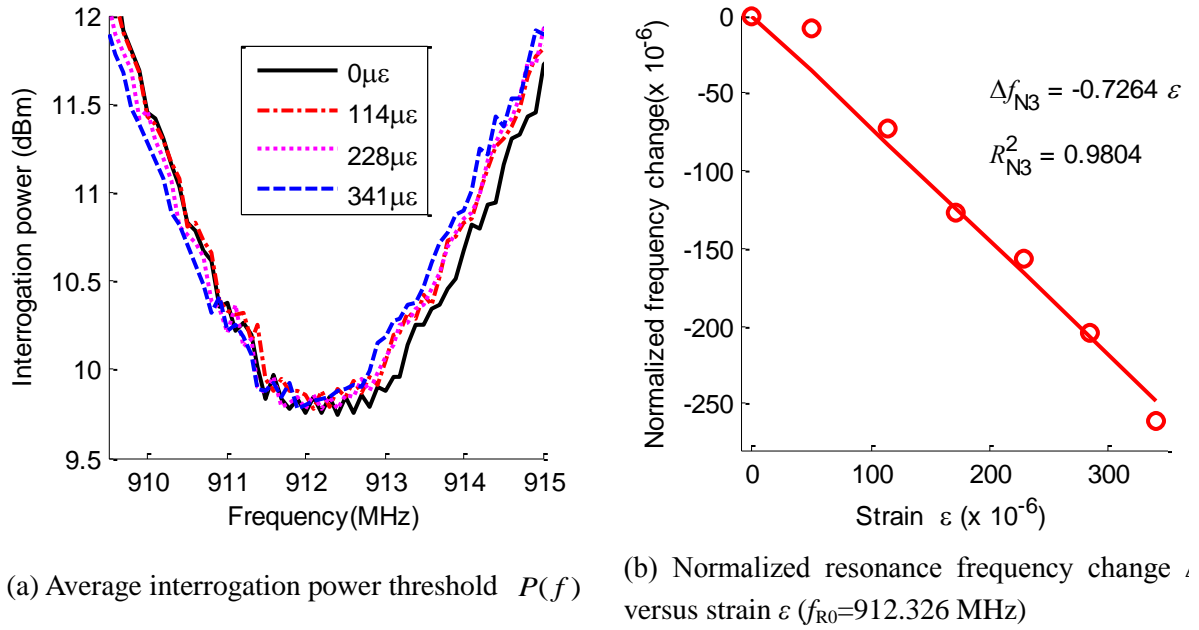 12
11.5
11
10.5
10
9.5
910
911
912
913
914
915
Interrogation power (dBm)
Frequency(MHz)
0με
114με
228με
341με
(a) Average interrogation power threshold P(f)
0
-50
-100
-150
-200
-250
0
100
200
300
Normalized frequency change(x 10^-6)
Strain ε (x 10^-6)
Δf_N3 = -0.7264 ε
R²_N3 = 0.9804
(b) Normalized resonance frequency change
versus strain ε (f_R0=912.326 MHz)